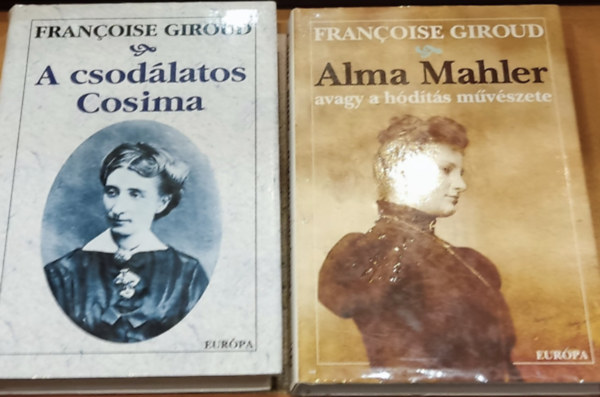 FRANÇOISE GIROUD
A csodálatos
Cosima
EURÓPA
FRANÇOISE GIROUD
Alma Mahler
avagy a hódítás művészete
EURÓPA